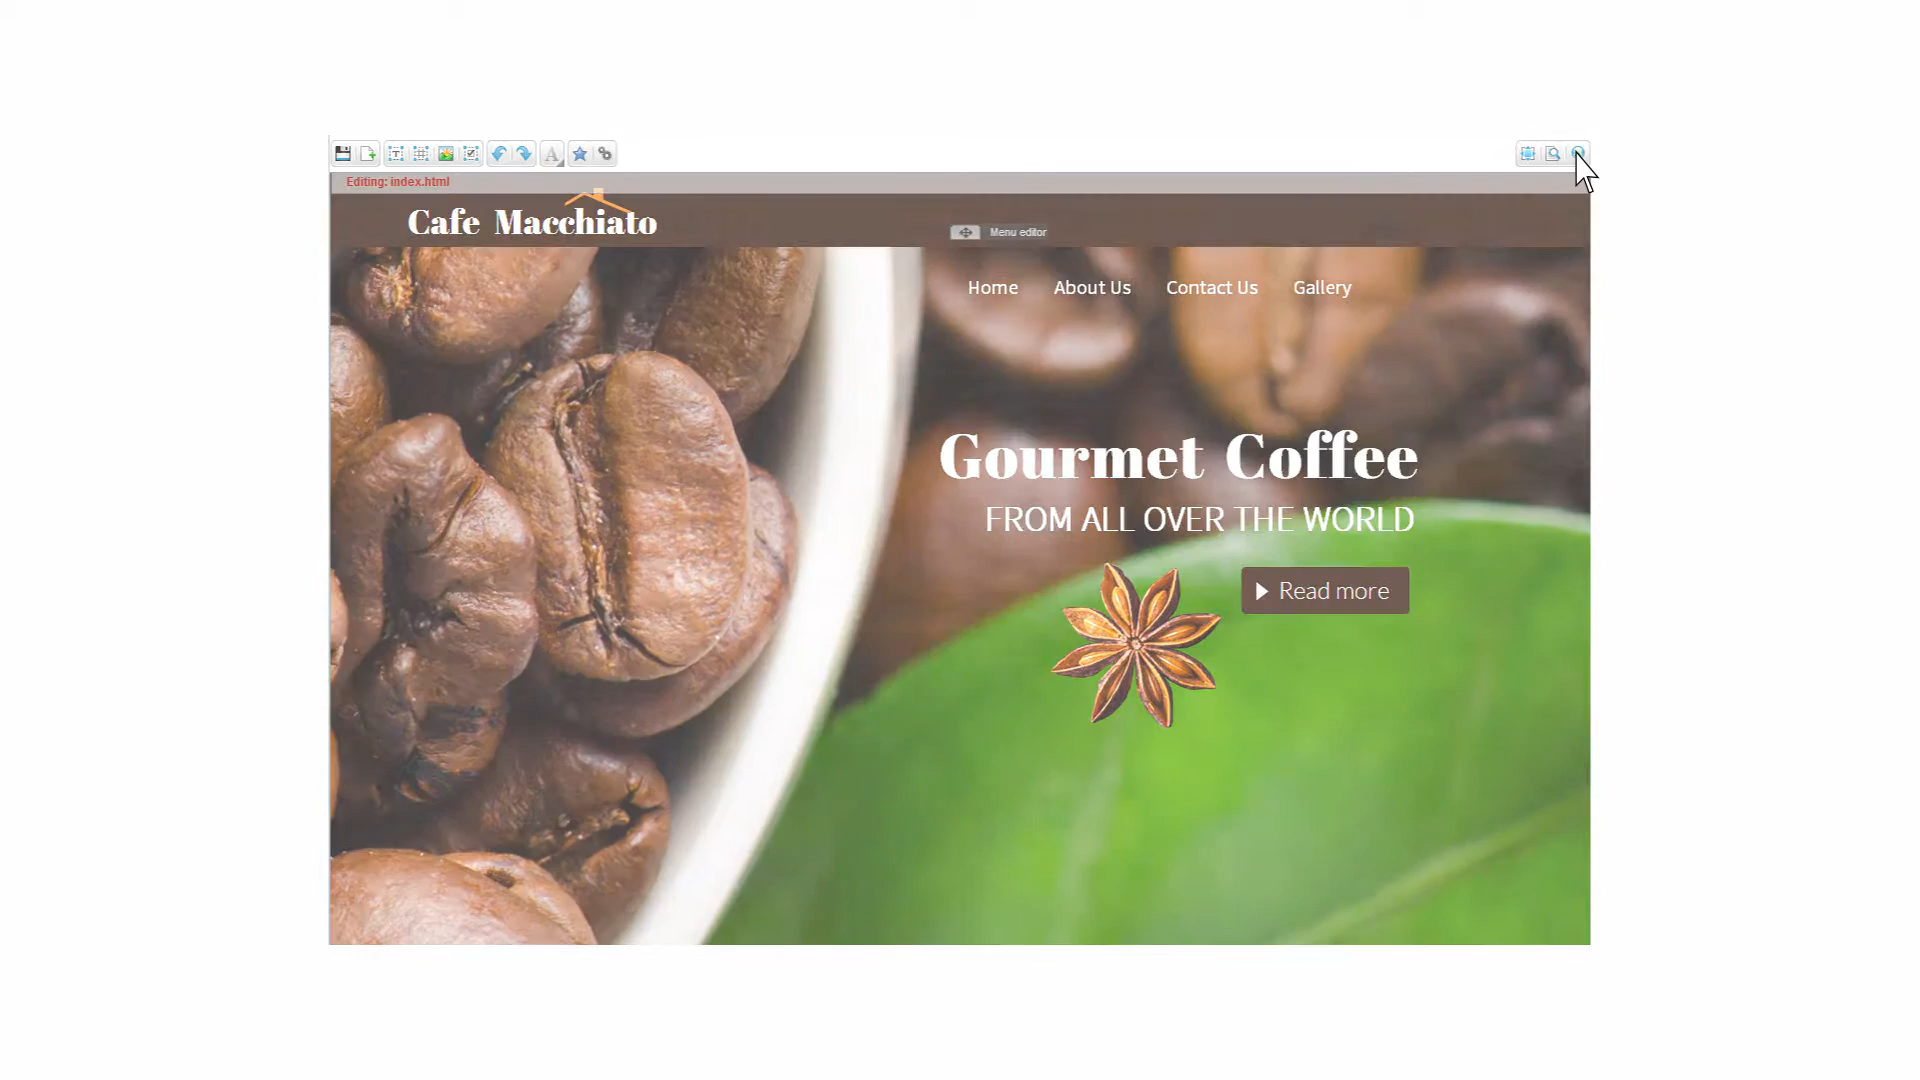 Editing: index.html
Cafe Macchiato
Menu editor
Home About Us Contact Us Gallery
Gourmet Coffee
FROM ALL OVER THE WORLD
Read more